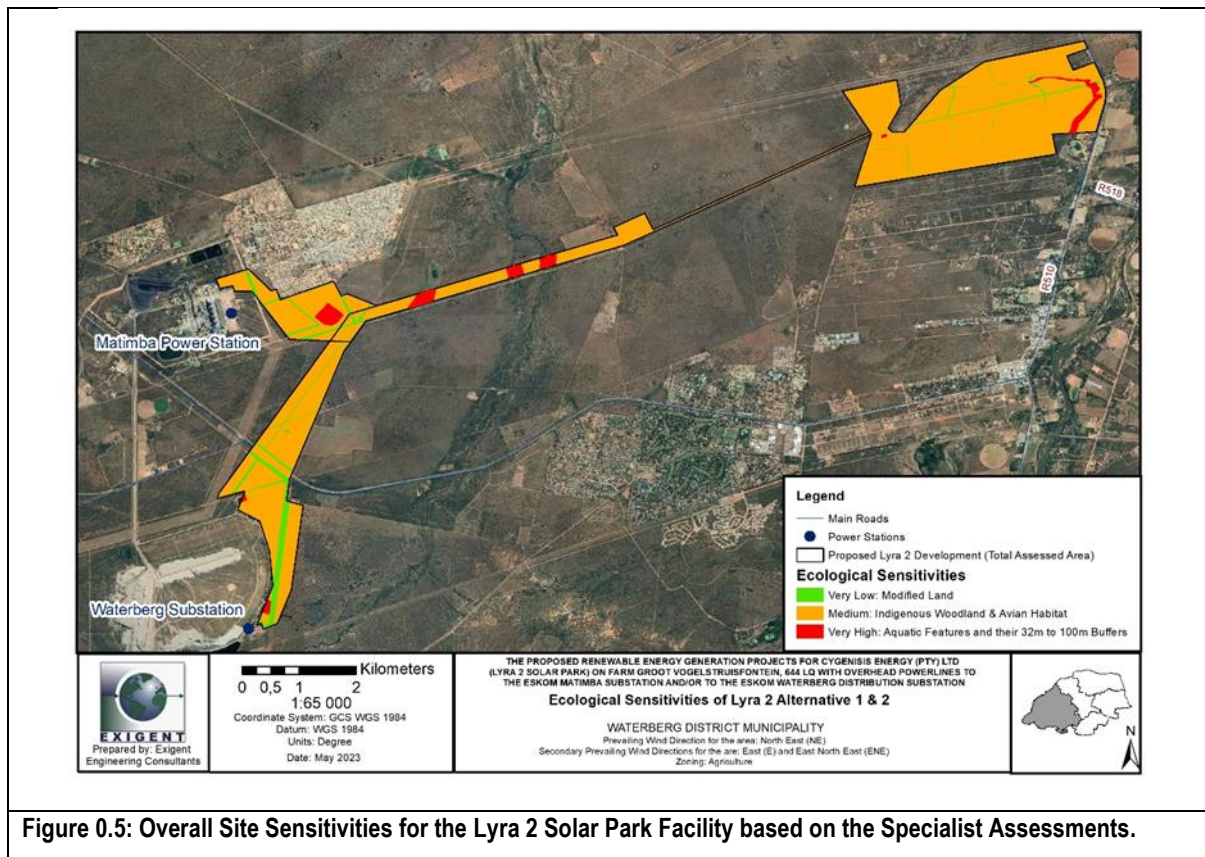 R518
R510
Matimba Power Station
Waterberg Substation
Legend
Main Roads
Power Stations
Proposed Lyra 2 Development (Total Assessed Area)
Ecological Sensitivities
Very Low: Modified Land
Medium: Indigenous Woodland & Avian Habitat
Very High: Aquatic Features and their 32m to 100m Buffers
EXIGENT
Prepared by: Exigent
Engineering Consultants
Kilometers
0 0,5 1 2
1:65 000
Coordinate System: GCS WGS 1984
Datum: WGS 1984
Units: Degree
Date: May 2023
THE PROPOSED RENEWABLE ENERGY GENERATION PROJECTS FOR CYGENISIS ENERGY (PTY) LTD
(LYRA 2 SOLAR PARK) ON FARM GROOT VOGELSTRUISFONTEIN, 644 LQ WITH OVERHEAD POWERLINES TO
THE ESKOM MATIMBA SUBSTATION AND/OR TO THE ESKOM WATERBERG DISTRIBUTION SUBSTATION
Ecological Sensitivities of Lyra 2 Alternative 1 & 2
WATERBERG DISTRICT MUNICIPALITY
Prevailing Wind Direction for the area: North East (NE)
Secondary Prevailing Wind Directions for the are: East (E) and East North East (ENE)
Zoning: Agriculture
N
Figure 0.5: Overall Site Sensitivities for the Lyra 2 Solar Park Facility based on the Specialist Assessments.